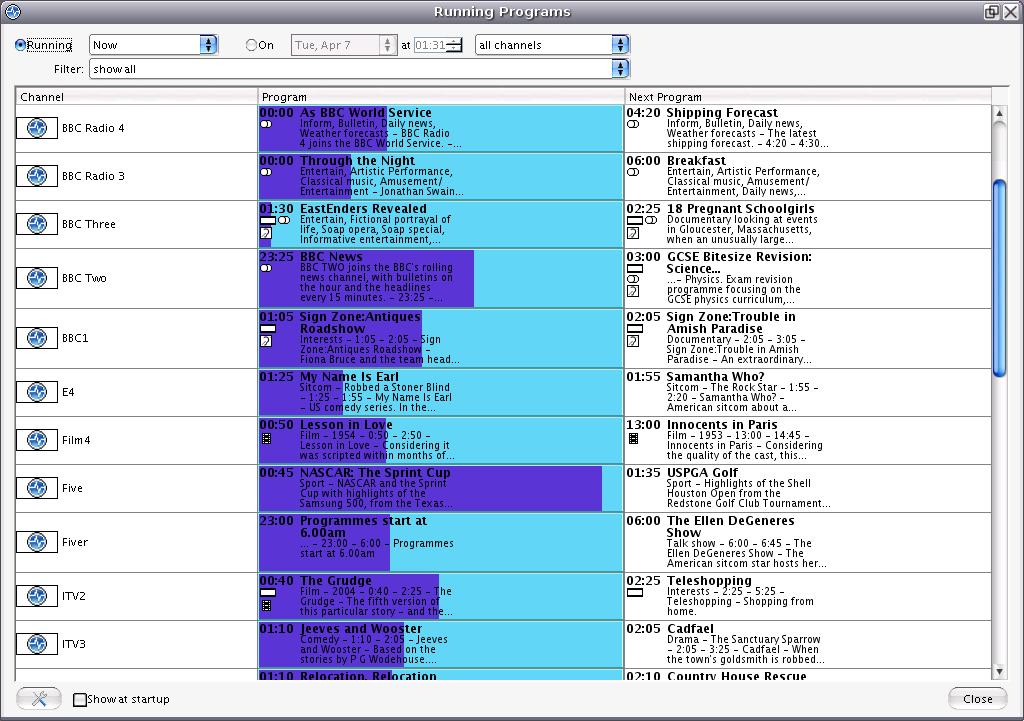 Running Programs
Running Now On Tue, Apr 7 at 01:31 all channels
Filter: show all
Channel Program Next Program
BBC Radio 4
00:00 As BBC World Service
Inform, Bulletin, Daily news,
Weather forecasts – BBC Radio
4 joins the BBC World Service. –...
04:20 Shipping Forecast
Inform, Bulletin, Daily news,
Weather forecasts – The latest
shipping forecast. – 4:20 – 4:30...
BBC Radio 3
00:00 Through the Night
Entertain, Artistic Performance,
Classical music, Amusement/
Entertainment – Jonathan Swain...
06:00 Breakfast
Entertain, Artistic Performance,
Classical music, Amusement/
Entertainment, Daily news,...
BBC Three
01:30 EastEnders Revealed
Entertain, Fictional portrayal of
life, Soap opera, Soap special,
Informative entertainment,...
02:25 18 Pregnant Schoolgirls
Documentary looking at events
in Gloucester, Massachusetts,
when an unusually large...
BBC Two
23:25 BBC News
BBC TWO joins the BBC's rolling
news channel, with bulletins on
the hour and the headlines
every 15 minutes. – 23:25 –...
03:00 GCSE Bitesize Revision:
Science...
...– Physics. Exam revision
programme focusing on the
GCSE physics curriculum,...
BBC1
01:05 Sign Zone:Antiques
Roadshow
Interests – 1:05 – 2:05 – Sign
Zone:Antiques Roadshow –
Fiona Bruce and the team head...
02:05 Sign Zone:Trouble in
Amish Paradise
Documentary – 2:05 – 3:05 –
Sign Zone:Trouble in Amish
Paradise – An extraordinary...
E4
01:25 My Name Is Earl
Sitcom – Robbed a Stoner Blind
– 1:25 – 1:55 – My Name Is Earl
– US comedy series. In the...
01:55 Samantha Who?
Sitcom – The Rock Star – 1:55 –
2:20 – Samantha Who? –
American sitcom about a...
Film4
00:50 Lesson in Love
Film – 1954 – 0:50 – 2:50 –
Lesson in Love – Considering it
was scripted within months of...
13:00 Innocents in Paris
Film – 1953 – 13:00 – 14:45 –
Innocents in Paris – Considering
the quality of the cast, this...
Five
00:45 NASCAR: The Sprint Cup
Sport – NASCAR and the Sprint
Cup with highlights of the
Samsung 500, from the Texas...
01:35 USPGA Golf
Sport – Highlights of the Shell
Houston Open from the
Redstone Golf Club Tournament...
Fiver
23:00 Programmes start at
6.00am
... – 23:00 – 6:00 – Programmes
start at 6.00am
06:00 The Ellen DeGeneres
Show
Talk show – 6:00 – 6:45 – The
Ellen DeGeneres Show – The
American sitcom star hosts her...
ITV2
00:40 The Grudge
Film – 2004 – 0:40 – 2:25 – The
Grudge – The fifth version of
this particular story – and the...
02:25 Teleshopping
Interests – 2:25 – 5:25 –
Teleshopping – Shopping from
home.
ITV3
01:10 Jeeves and Wooster
Comedy – 1:10 – 2:05 – Jeeves
and Wooster – Based on the
stories by P G Wodehouse....
02:05 Cadfael
Drama – The Sanctuary Sparrow
– 2:05 – 3:25 – Cadfael – When
the town's goldsmith is robbed...
01:10 Relocation, Relocation
02:10 Country House Rescue
Show at startup Close